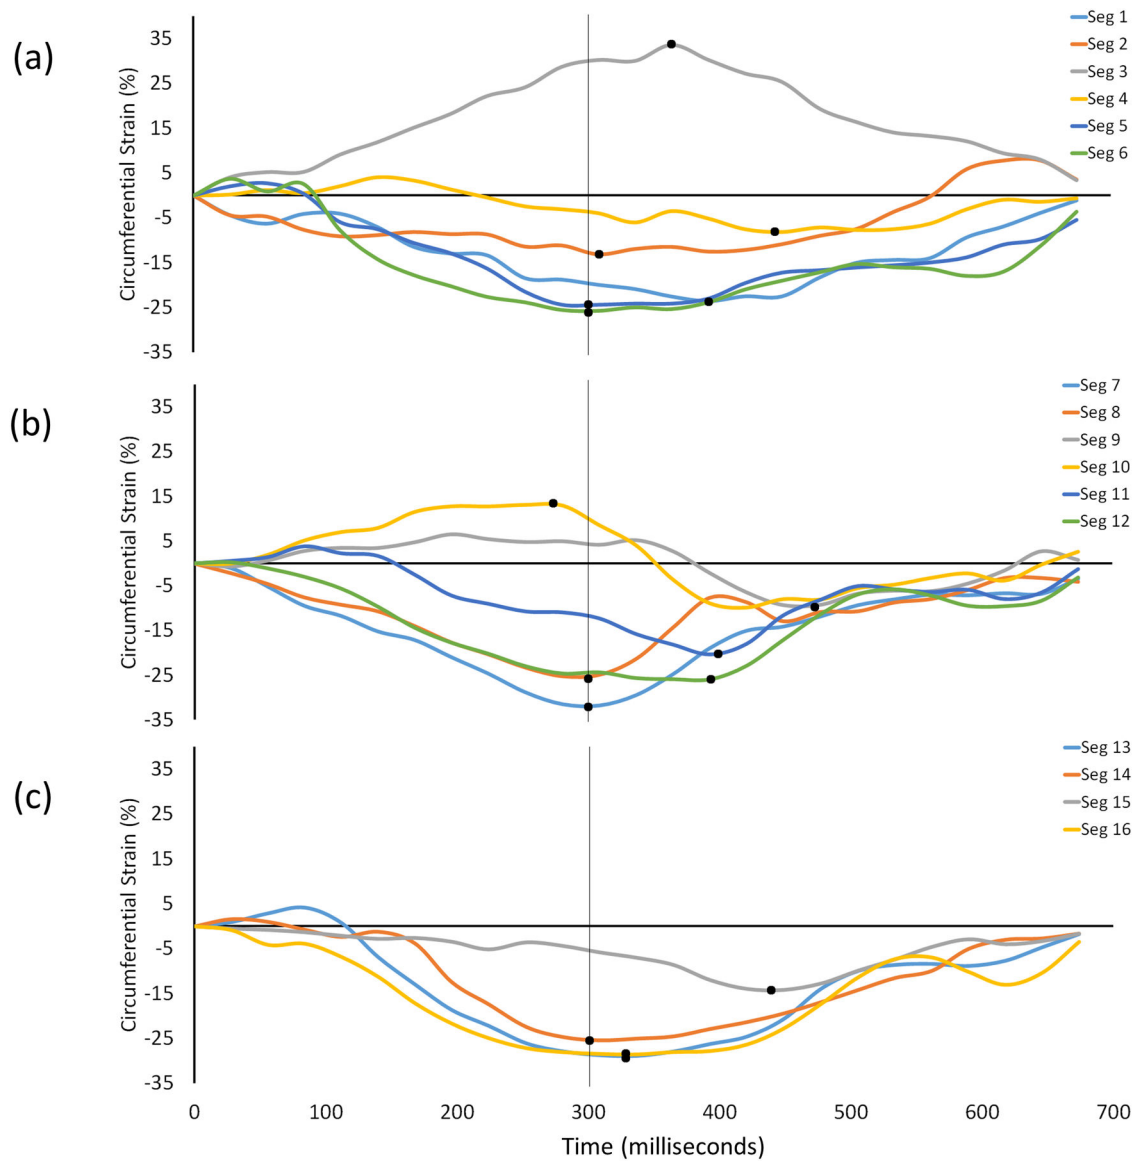 (a)
Circumferential Strain (%)
35
25
15
5
-5
-15
-25
-35
Seg 1
Seg 2
Seg 3
Seg 4
Seg 5
Seg 6
(b)
Circumferential Strain (%)
35
25
15
5
-5
-15
-25
-35
Seg 7
Seg 8
Seg 9
Seg 10
Seg 11
Seg 12
(c)
Circumferential Strain (%)
35
25
15
5
-5
-15
-25
-35
Seg 13
Seg 14
Seg 15
Seg 16
0 100 200 300 400 500 600 700
Time (milliseconds)